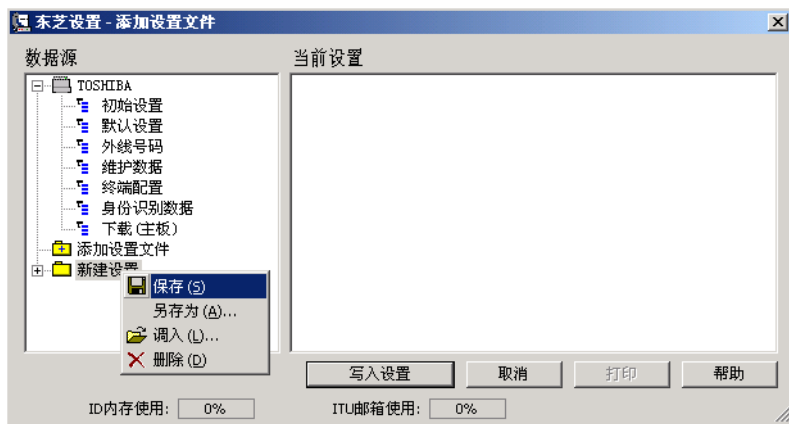 东芝设置 - 添加设置文件
数据源
当前设置
TOSHIBA
初始设置
默认设置
外线号码
维护数据
终端配置
身份识别数据
下载(主板)
添加设置文件
新建设置
保存(S)
另存为(A)...
调入(L)...
删除(D)
写入设置 取消 打印 帮助
ID内存使用: 0% ITU邮箱使用: 0%